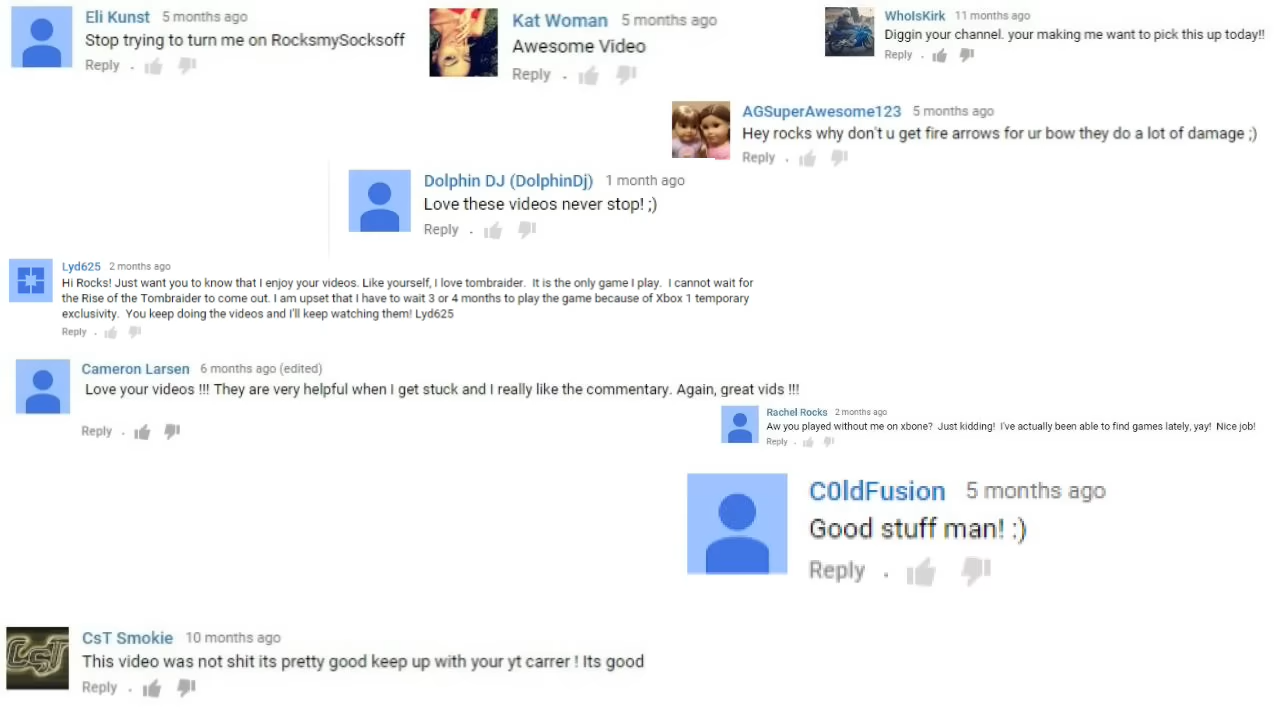 Eli Kunst 5 months ago
Stop trying to turn me on RocksmySocksoff
Reply .
Kat Woman 5 months ago
Awesome Video
Reply .
WhoIsKirk 11 months ago
Diggin your channel. your making me want to pick this up today!!
Reply .
AGSuperAwesome123 5 months ago
Hey rocks why don't u get fire arrows for ur bow they do a lot of damage ;)
Reply .
Dolphin DJ (DolphinDj) 1 month ago
Love these videos never stop! ;)
Reply .
Lyd625 2 months ago
Hi Rocks! Just want you to know that I enjoy your videos. Like yourself, I love tombraider. It is the only game I play. I cannot wait for
the Rise of the Tombraider to come out. I am upset that I have to wait 3 or 4 months to play the game because of Xbox 1 temporary
exclusivity. You keep doing the videos and I'll keep watching them! Lyd625
Reply .
Cameron Larsen 6 months ago (edited)
Love your videos !!! They are very helpful when I get stuck and I really like the commentary. Again, great vids !!!
Reply .
Rachel Rocks 2 months ago
Aw you played without me on xbone? Just kidding! I've actually been able to find games lately, yay! Nice job!
Reply .
C0ldFusion 5 months ago
Good stuff man! :)
Reply .
CsT
CsT Smokie 10 months ago
This video was not shit its pretty good keep up with your yt carrer ! Its good
Reply .